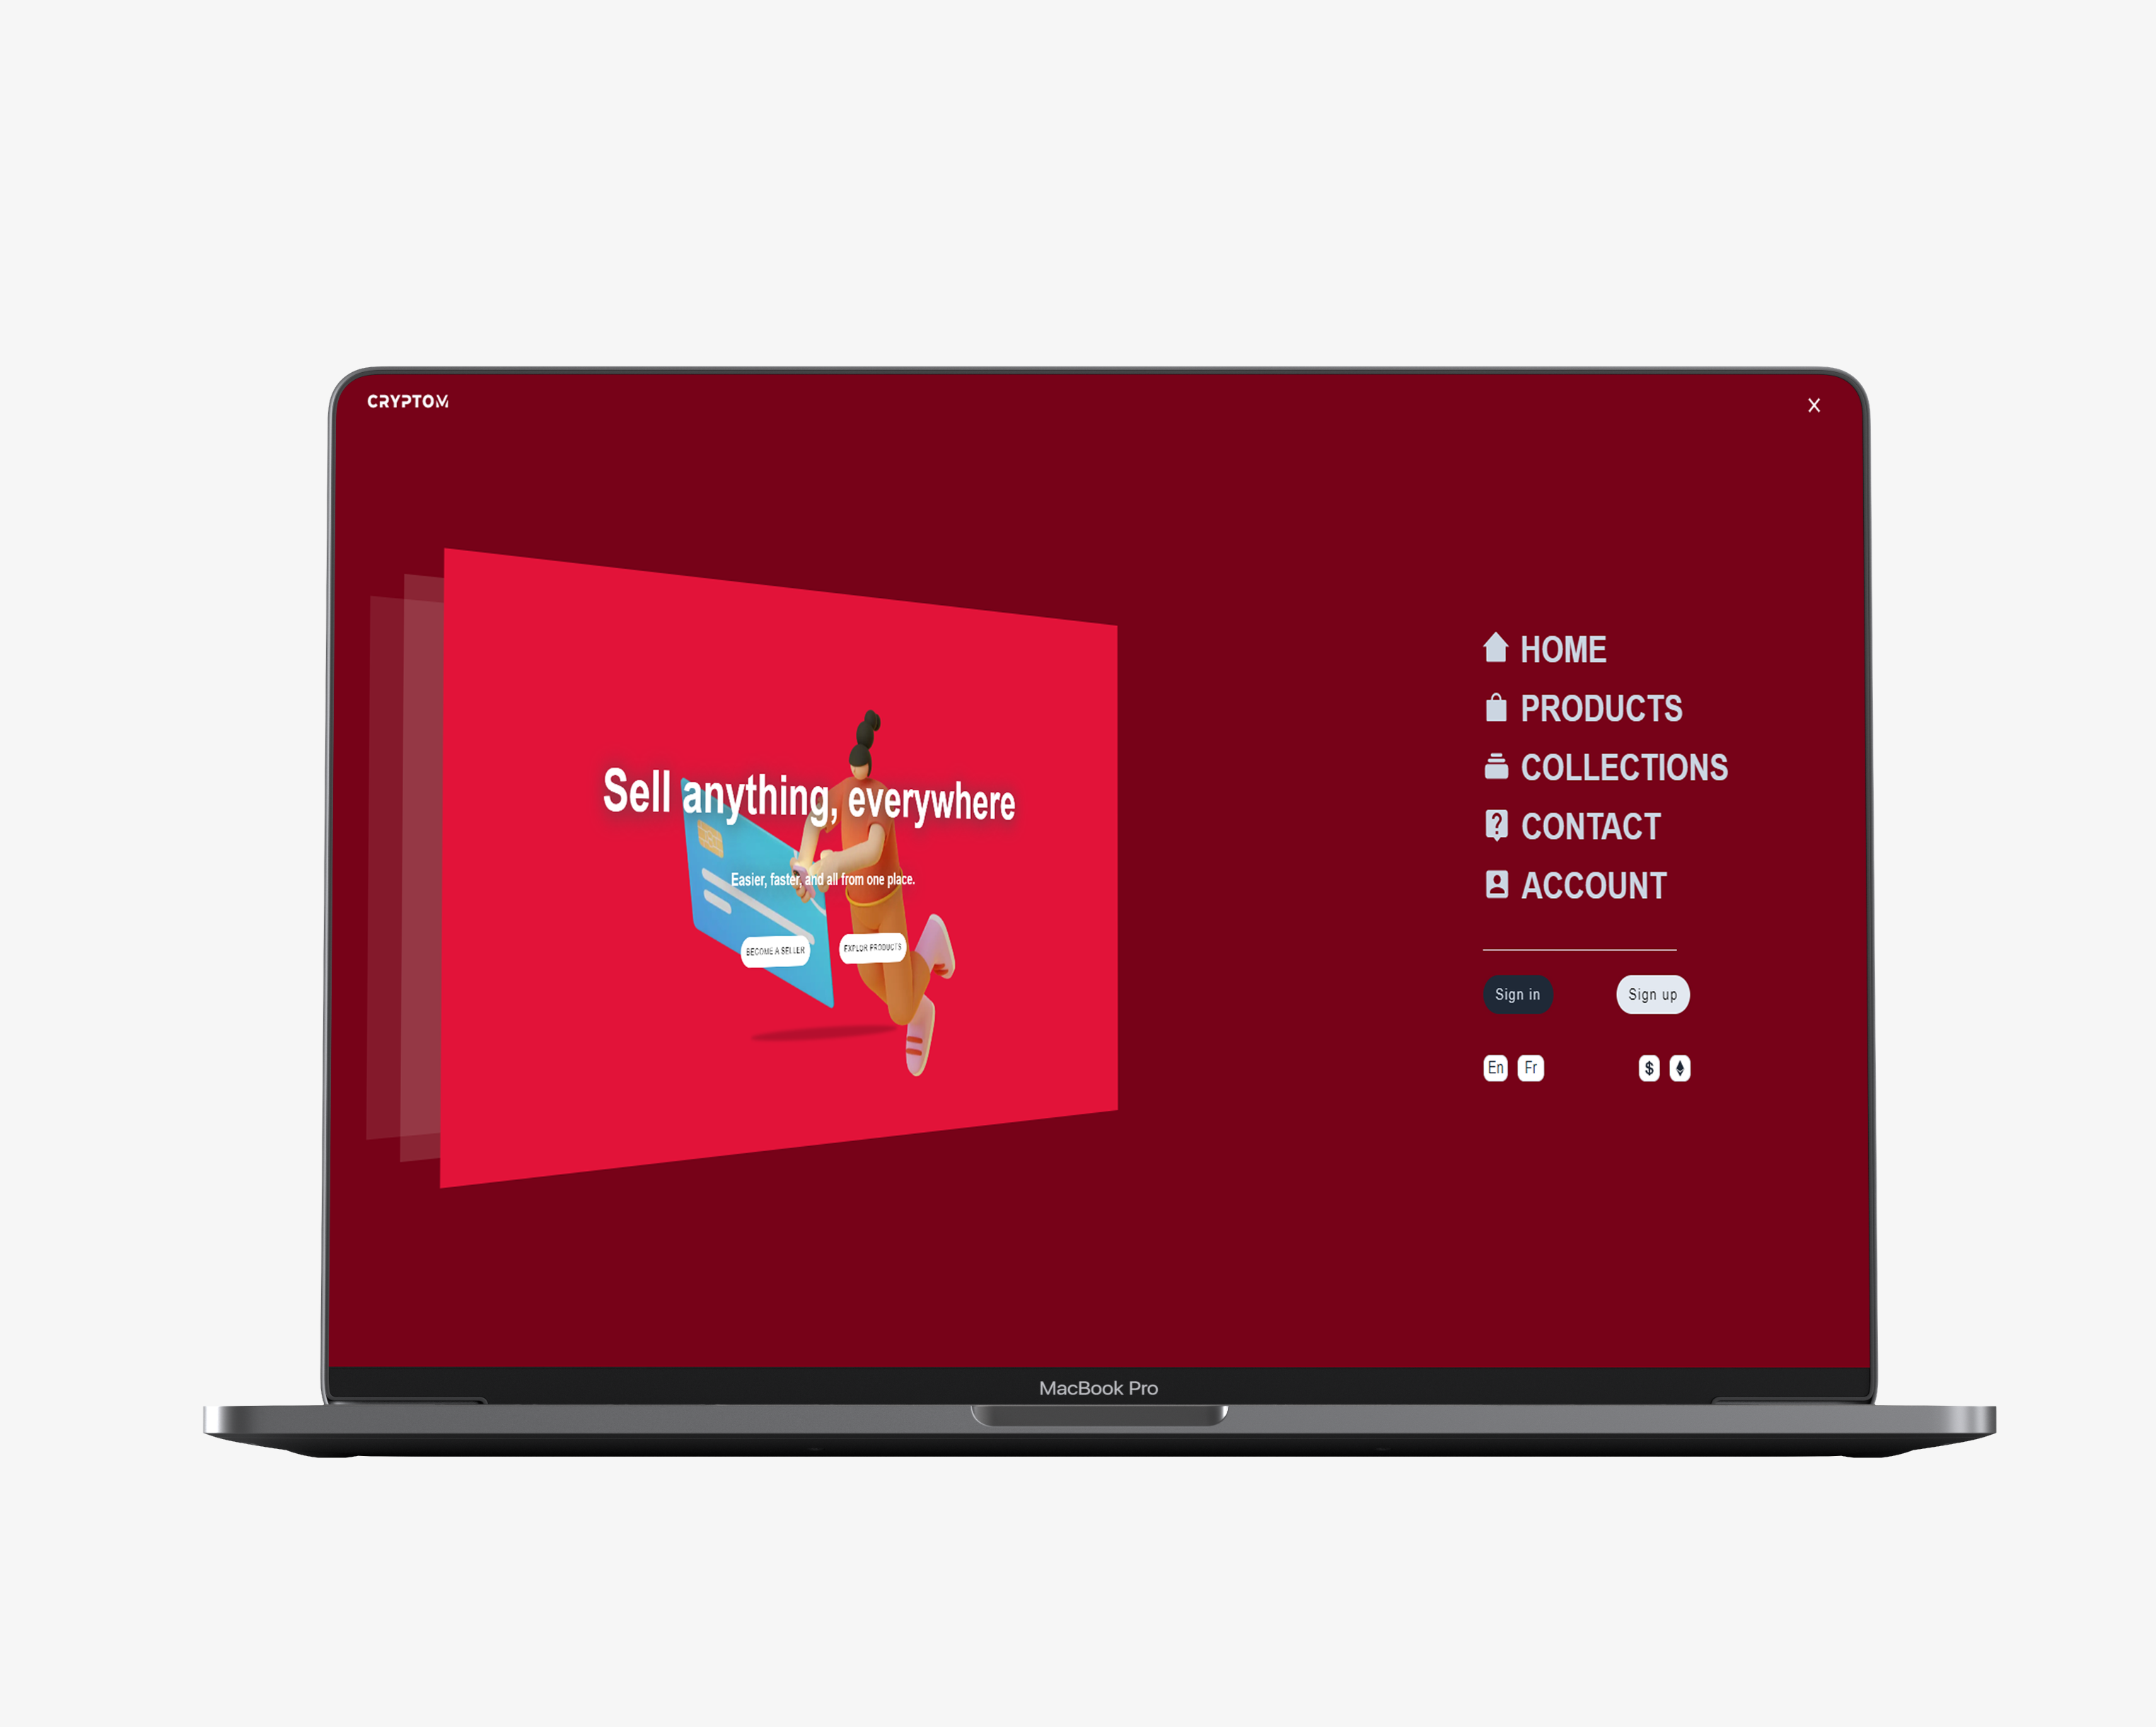 CRYPTOM
X
Sell anything, everywhere
Easier, faster, and all from one place.
BECOME A SELLER
EXPLOR PRODUCTS
HOME
PRODUCTS
COLLECTIONS
CONTACT
ACCOUNT
Sign in
Sign up
En
Fr
$
MacBook Pro